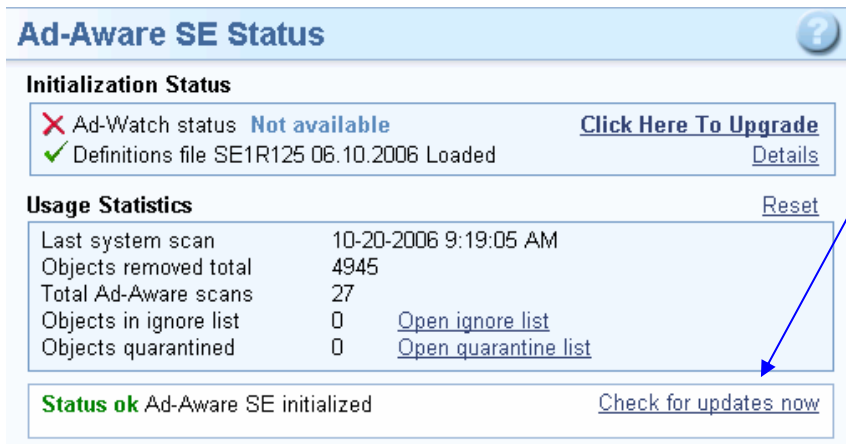 Ad-Aware SE Status
?
Initialization Status
Ad-Watch status Not available Click Here To Upgrade
Definitions file SE1R125 06.10.2006 Loaded Details
Usage Statistics Reset
Last system scan 10-20-2006 9:19:05 AM
Objects removed total 4945
Total Ad-Aware scans 27
Objects in ignore list 0 Open ignore list
Objects quarantined 0 Open quarantine list
Status ok Ad-Aware SE initialized Check for updates now